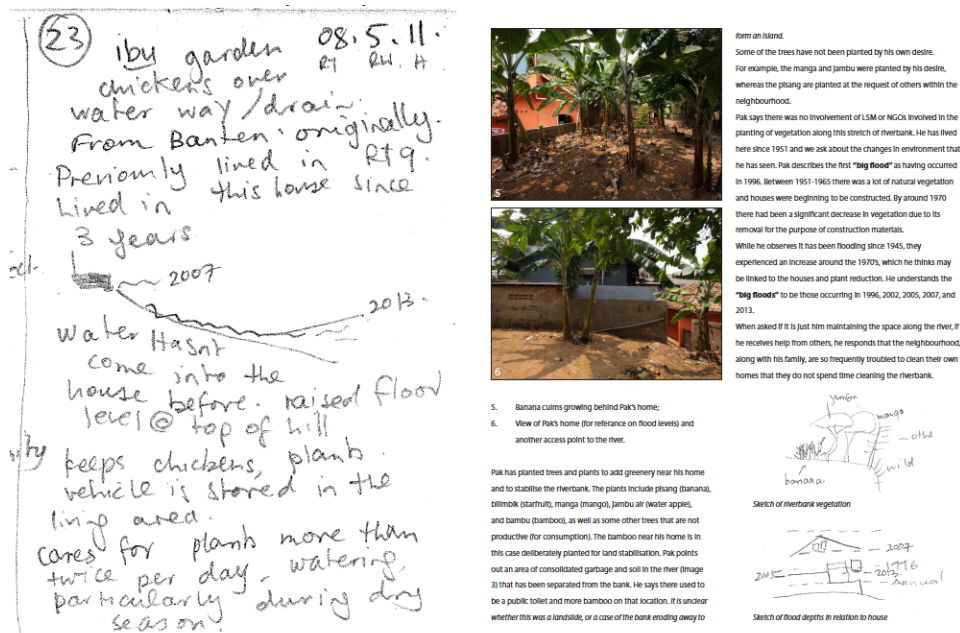 23
ibu garden 08.5.11.
RT RW. H
chickens over
water way/drain.
From Banten originally.
Previously lived in Rt 9.
Lived in this house since
3 years
2007
2013.
Water Hasnt
come into the
house before. raised floor
level @ top of hill
keeps chickens, plants.
vehicle is stored in the
living area.
cares for plants more than
twice per day, watering,
particularly during dry
season.
5
6
5. Banana culms growing behind Pak's home;
6. View of Pak's home (for referance on flood levels) and
another access point to the river.
Pak has planted trees and plants to add greenery near his home
and to stabilise the riverbank. The plants include pisang (banana),
bilimbik (starfruit), manga (mango), jambu air (water apple),
and bambu (bamboo), as well as some other trees that are not
productive (for consumption). The bamboo near his home is in
this case deliberately planted for land stabilisation. Pak points
out an area of consolidated garbage and soil in the river (image
3) that has been separated from the bank. He says there used to
be a public toilet and more bamboo on that location. It is unclear
whether this was a landslide, or a case of the bank eroding away to
form an island.
Some of the trees have not been planted by his own desire.
For example, the manga and Jambu were planted by his desire,
whereas the pisang are planted at the request of others within the
neighbourhood.
Pak says there was no involvement of LSM or NGOs involved in the
planting of vegetation along this stretch of riverbank. He has lived
here since 1951 and we ask about the changes in environment that
he has seen. Pak describes the first "big flood" as having occurred
in 1996. Between 1951-1965 there was a lot of natural vegetation
and houses were beginning to be constructed. By around 1970
there had been a significant decrease in vegetation due to its
removal for the purpose of construction materials.
While he observes it has been flooding since 1945, they
experienced an increase around the 1970's, which he thinks may
be linked to the houses and plant reduction. He understands the
"big floods" to be those occurring in 1996, 2002, 2005, 2007, and
2013.
When asked if it is just him maintaining the space along the river, if
he receives help from others, he responds that the neighbourhood,
along with his family, are so frequently troubled to clean their own
homes that they do not spend time cleaning the riverbank.
jambu
mango
othe
wild
banana.
Sketch of riverbank vegetation
2007
1996
2005
2013
annual
Sketch of flood depths in relation to house